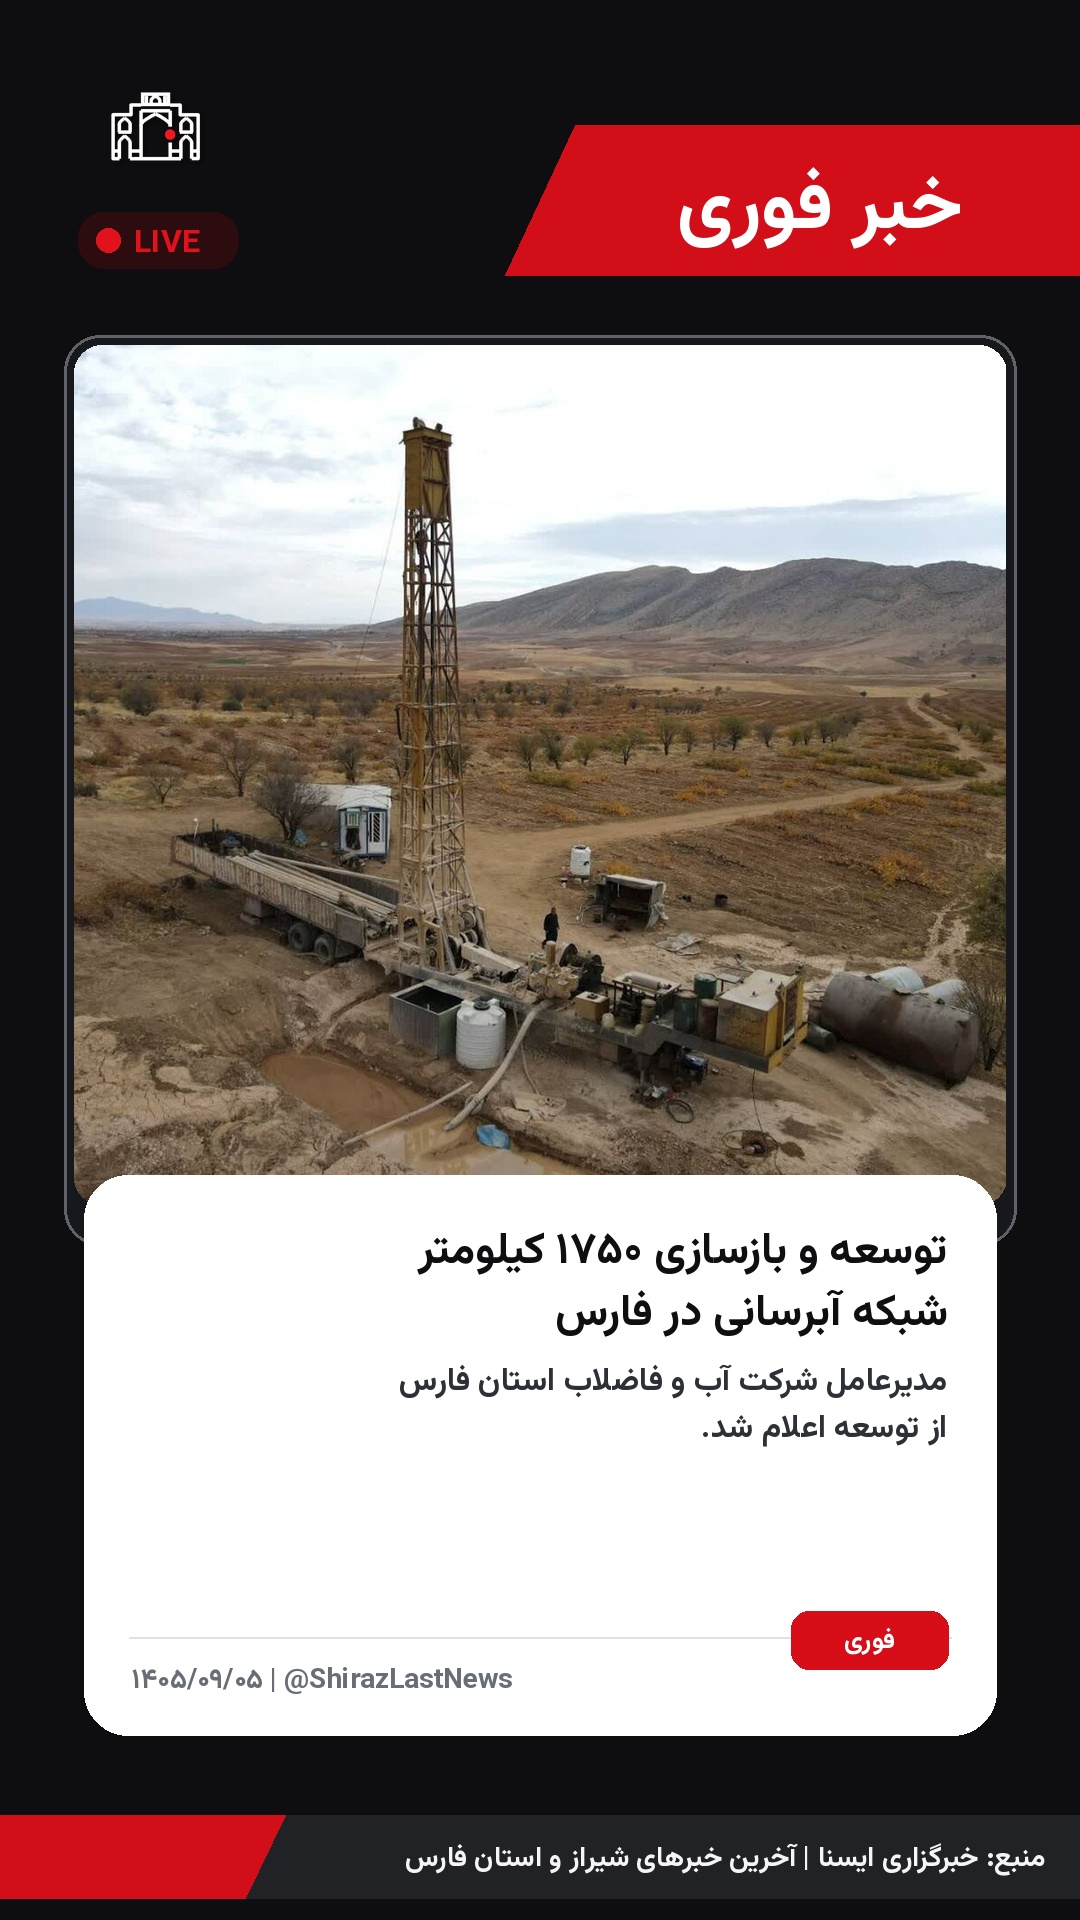 LIVE
خبر فوری
توسعه و بازسازی ۱۷۵۰ کیلومتر
شبکه آبرسانی در فارس
مدیرعامل شرکت آب و فاضلاب استان فارس
از توسعه اعلام شد.
فوری
۱۴۰۵/۰۹/۰۵ | @ShirazLastNews
منبع: خبرگزاری ایسنا | آخرین خبرهای شیراز و استان فارس